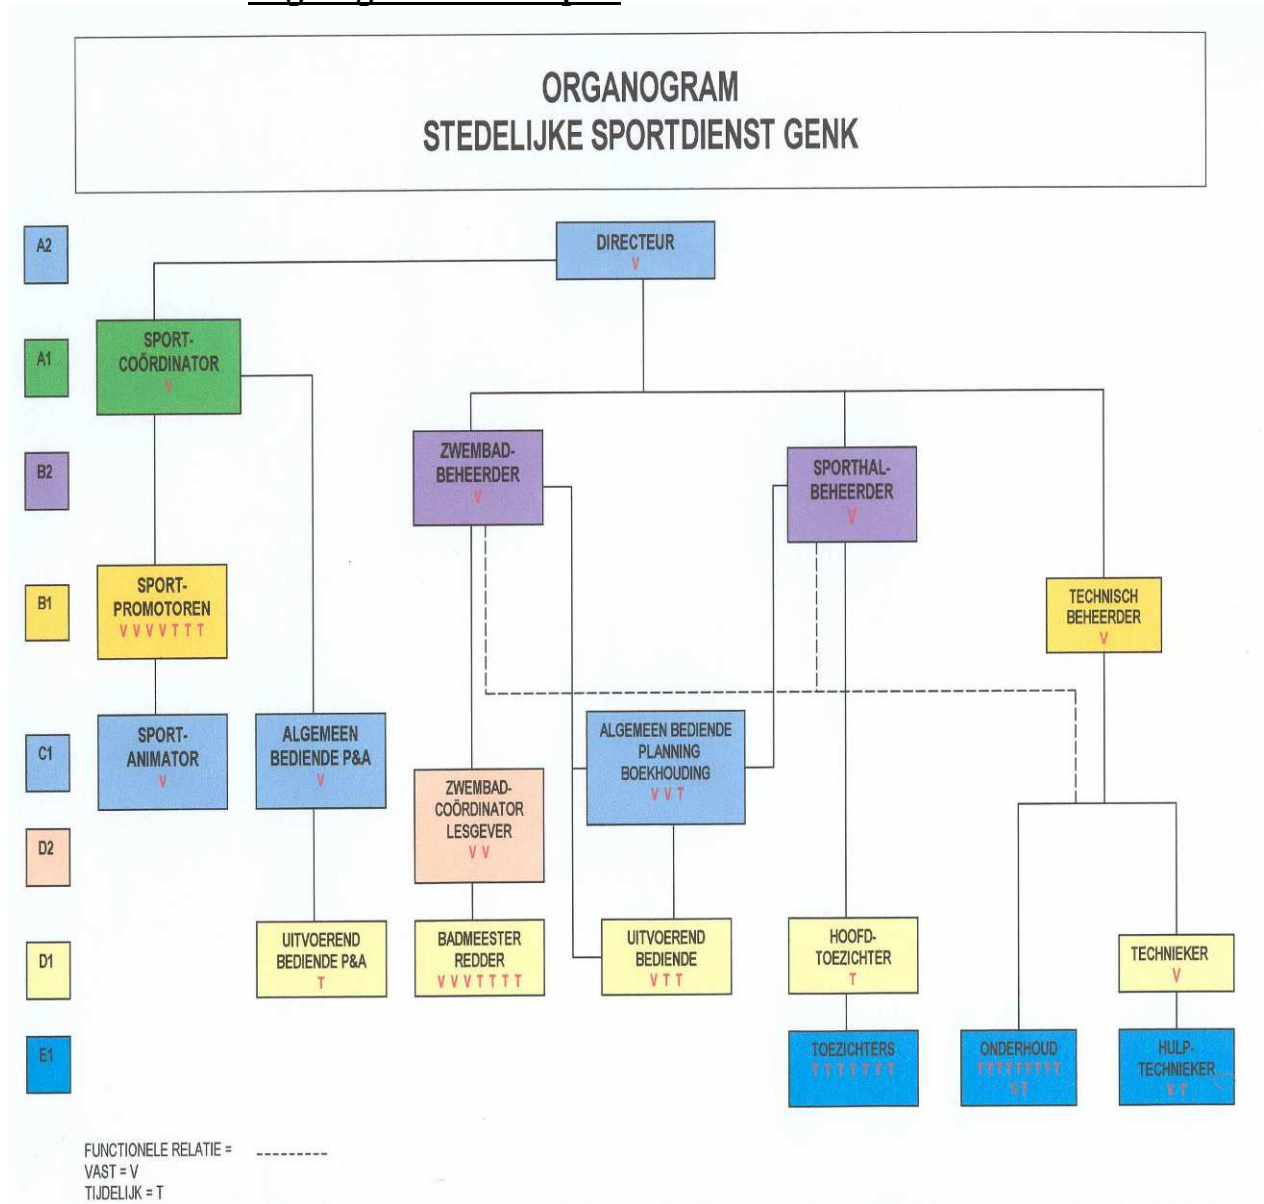 ORGANOGRAM
STEDELIJKE SPORTDIENST GENK
A2
DIRECTEUR
V
A1
SPORT-
COÖRDINATOR
V
B2
ZWEMBAD-
BEHEERDER
V
SPORTHAL-
BEHEERDER
V
B1
SPORT-
PROMOTOREN
V V V V T T T
TECHNISCH
BEHEERDER
V
C1
SPORT-
ANIMATOR
V
ALGEMEEN
BEDIENDE P&A
V
ALGEMEEN BEDIENDE
PLANNING
BOEKHOUDING
V V T
D2
ZWEMBAD-
COÖRDINATOR
LESGEVER
V V
D1
UITVOEREND
BEDIENDE P&A
T
BADMEESTER
REDDER
V V V T T T T
UITVOEREND
BEDIENDE
V T T
HOOFD-
TOEZICHTER
T
TECHNIEKER
V
E1
TOEZICHTERS
T T T T T T T
ONDERHOUD
T T T T T T T T T
HULP-
TECHNIEKER
V T
FUNCTIONELE RELATIE =
VAST = V
TIJDELIJK = T